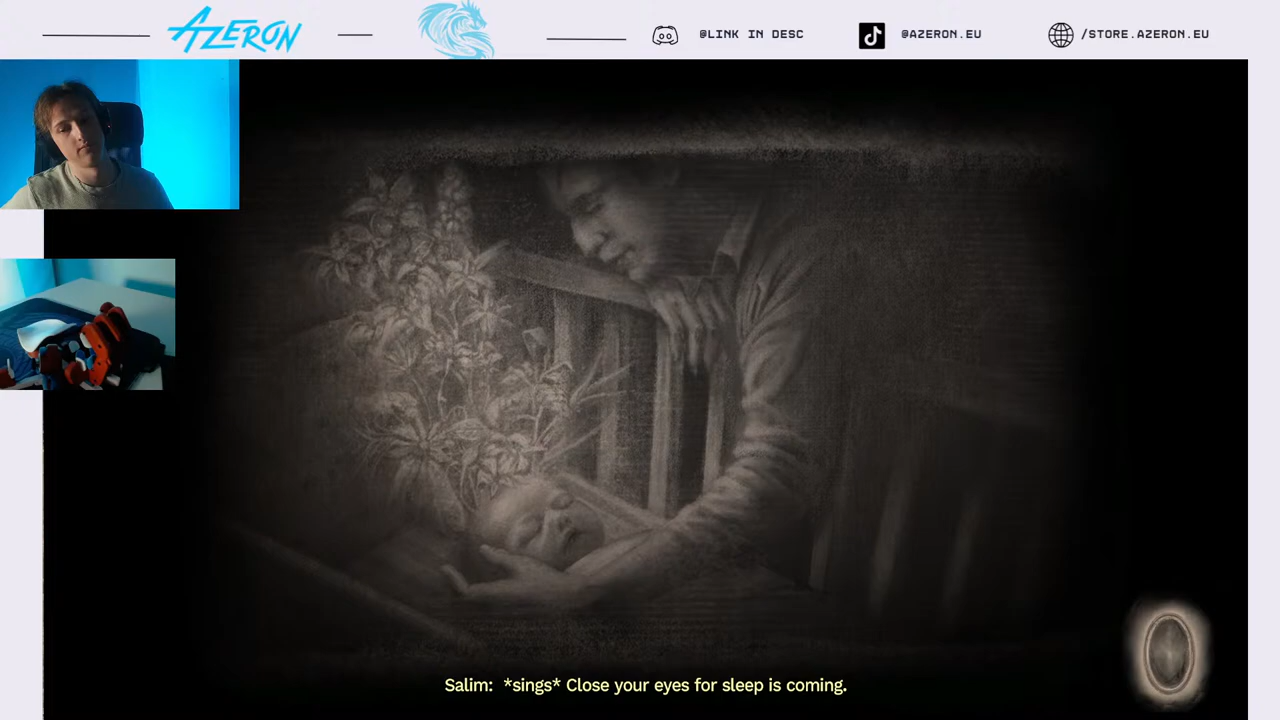 AZERON
@LINK IN DESC
@AZERON.EU
/STORE.AZERON.EU
Salim: *sings* Close your eyes for sleep is coming.